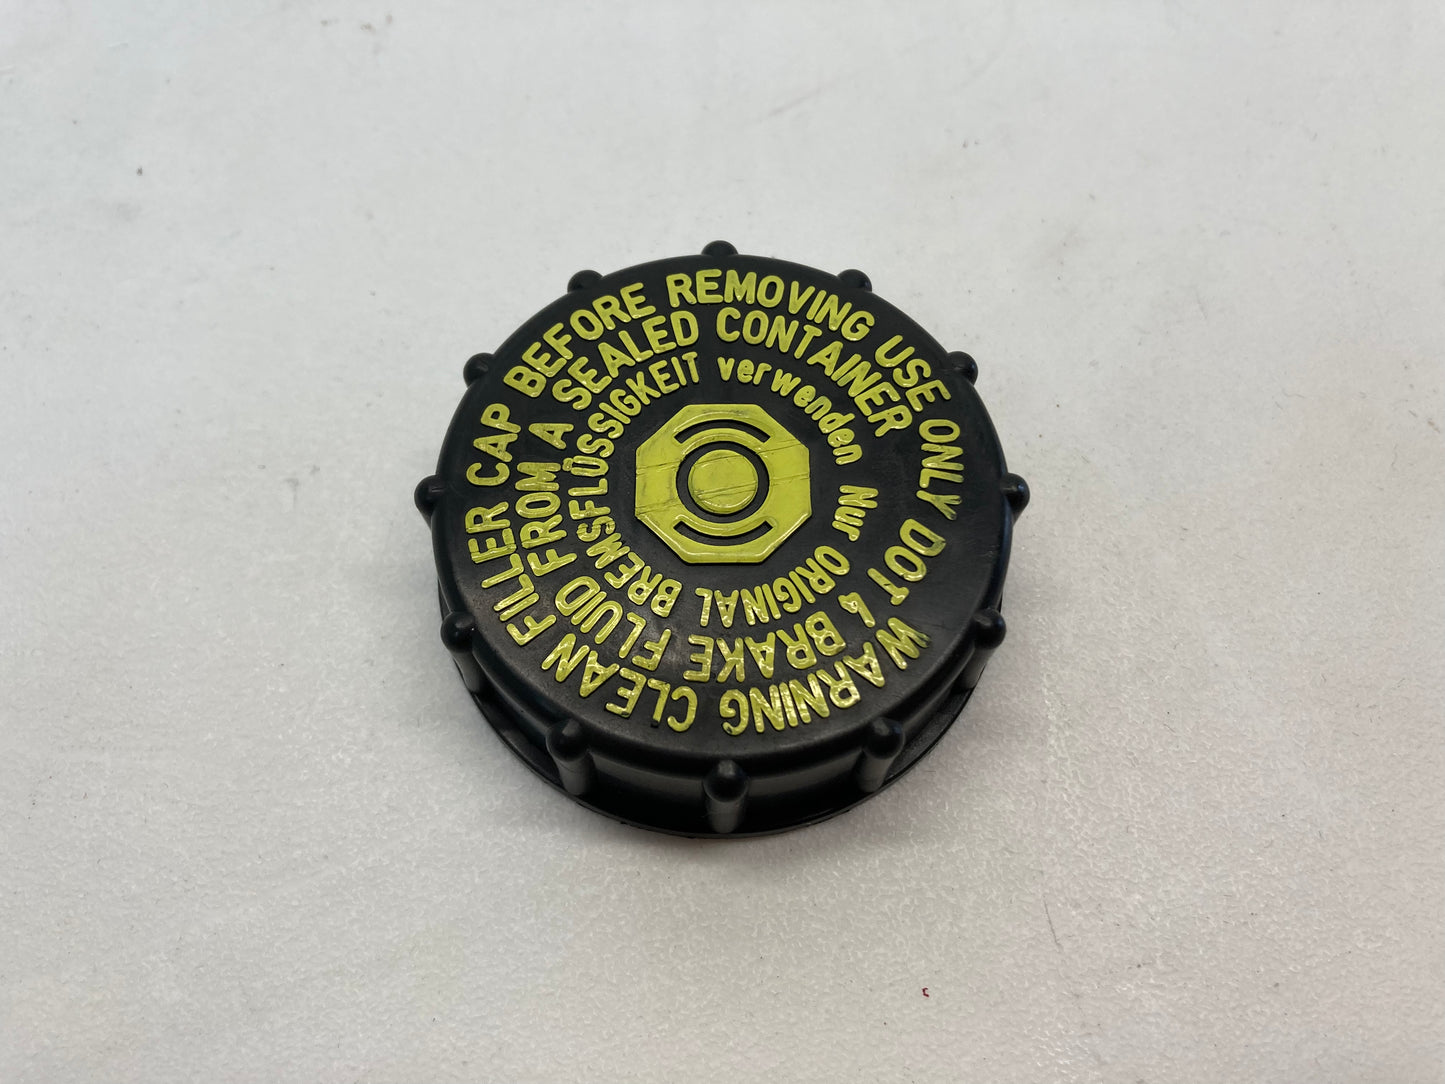 WARNING CLEAN FILLER CAP BEFORE REMOVING USE ONLY DOT
4 BRAKE FLUID FROM A SEALED CONTAINER
Nur ORIGINAL BREMSFLÜSSIGKEIT verwenden